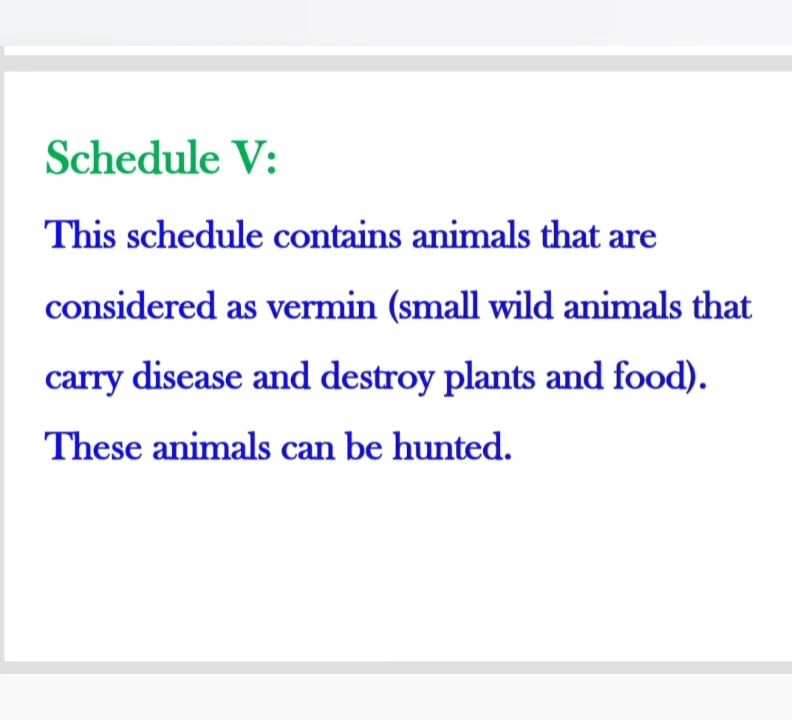 Schedule V:
This schedule contains animals that are
considered as vermin (small wild animals that
carry disease and destroy plants and food).
These animals can be hunted.